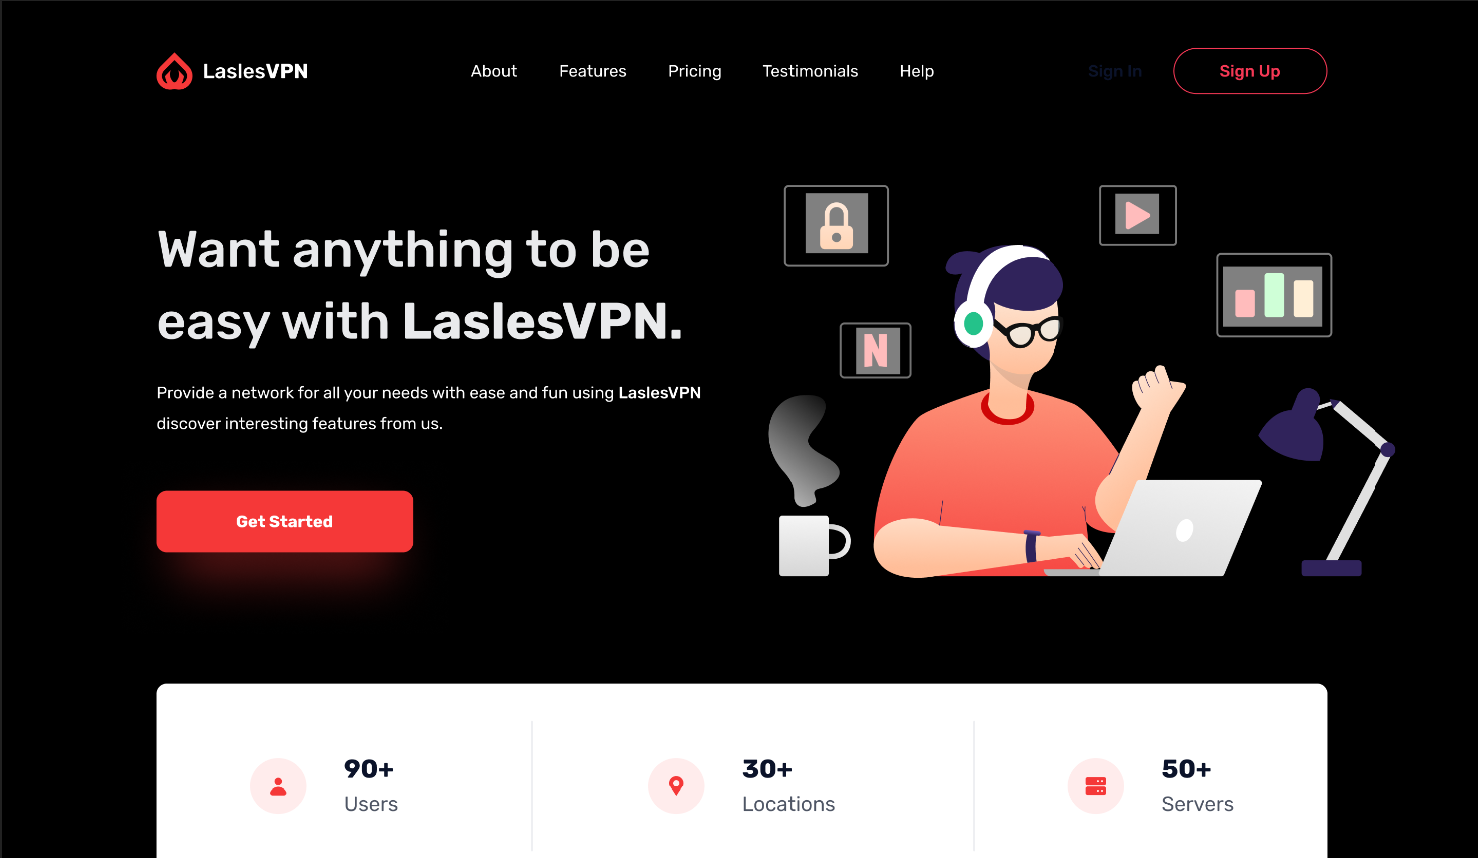 LaslesVPN
About
Features
Pricing
Testimonials
Help
Sign In
Sign Up
Want anything to be
easy with LaslesVPN.
Provide a network for all your needs with ease and fun using LaslesVPN
discover interesting features from us.
Get Started
N
90+
Users
30+
Locations
50+
Servers